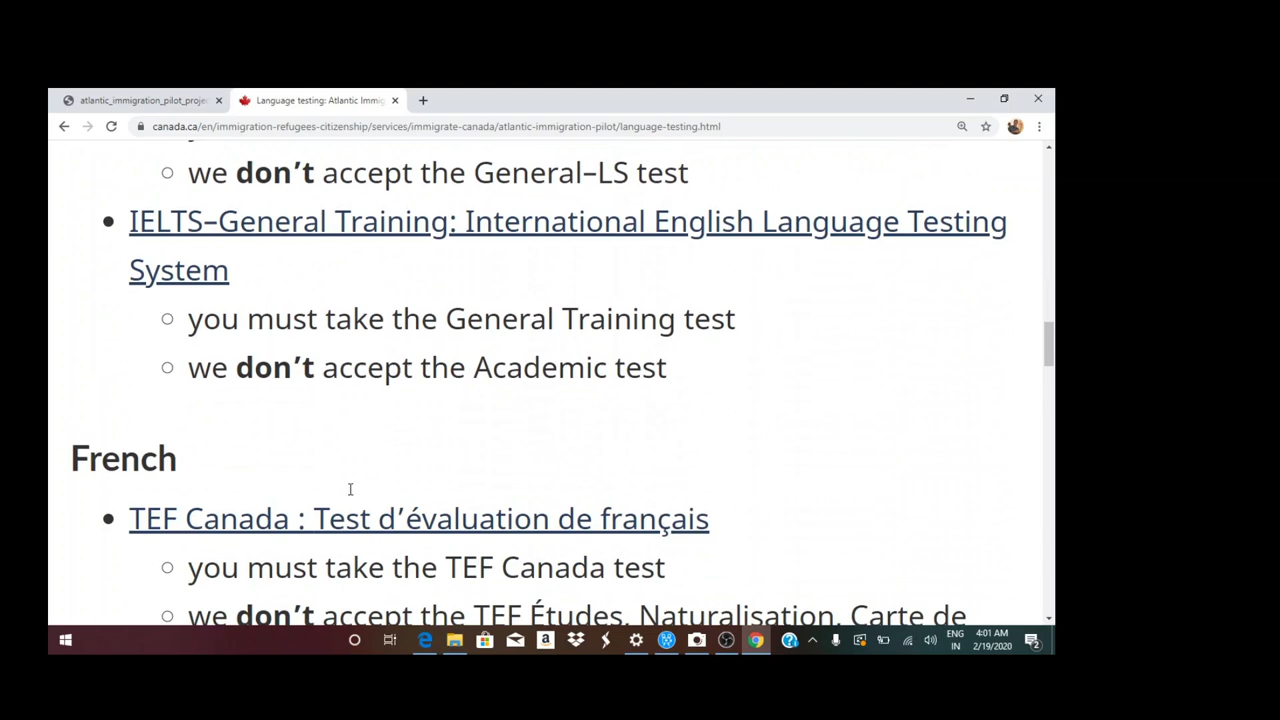 atlantic_immigration_pilot_proje
Language testing: Atlantic Immig
canada.ca/en/immigration-refugees-citizenship/services/immigrate-canada/atlantic-immigration-pilot/language-testing.html
we don't accept the General–LS test
IELTS–General Training: International English Language Testing
System
you must take the General Training test
we don't accept the Academic test
French
TEF Canada : Test d'évaluation de français
you must take the TEF Canada test
we don't accept the TEF Études, Naturalisation, Carte de
ENG
IN
4:01 AM
2/19/2020
2